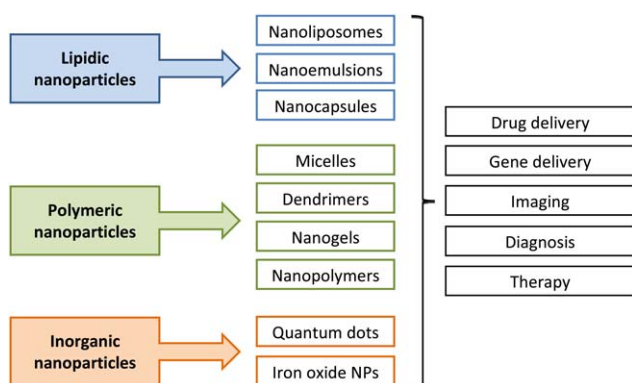 Lipidic
nanoparticles
Nanoliposomes
Nanoemulsions
Nanocapsules
Polymeric
nanoparticles
Micelles
Dendrimers
Nanogels
Nanopolymers
Inorganic
nanoparticles
Quantum dots
Iron oxide NPs
Drug delivery
Gene delivery
Imaging
Diagnosis
Therapy